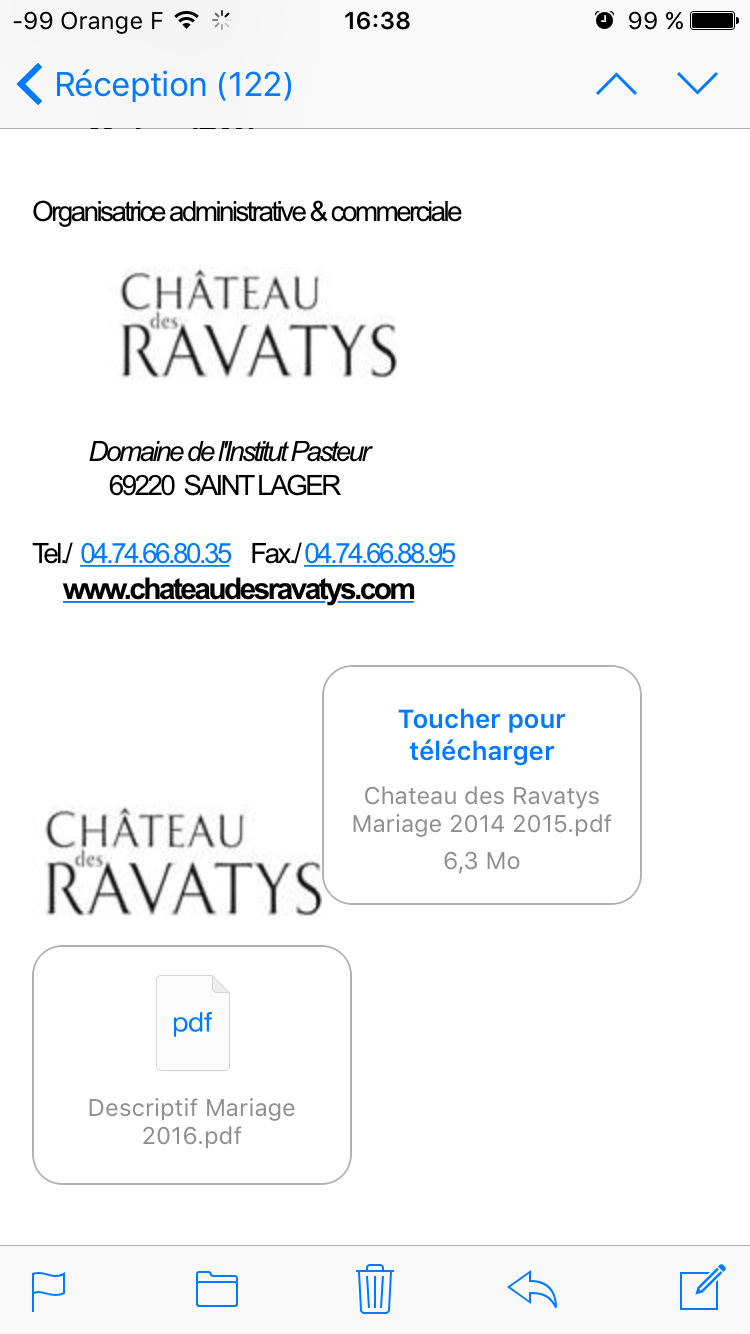 -99 Orange F 16:38 99 %
Réception (122)
Organisatrice administrative & commerciale
CHÂTEAU
des
RAVATYS
Domaine de l'Institut Pasteur
69220 SAINT LAGER
Tel./ 04.74.66.80.35 Fax./ 04.74.66.88.95
www.chateaudesravatys.com
Toucher pour
télécharger
Chateau des Ravatys
Mariage 2014 2015.pdf
6,3 Mo
CHÂTEAU
des
RAVATYS
pdf
Descriptif Mariage
2016.pdf